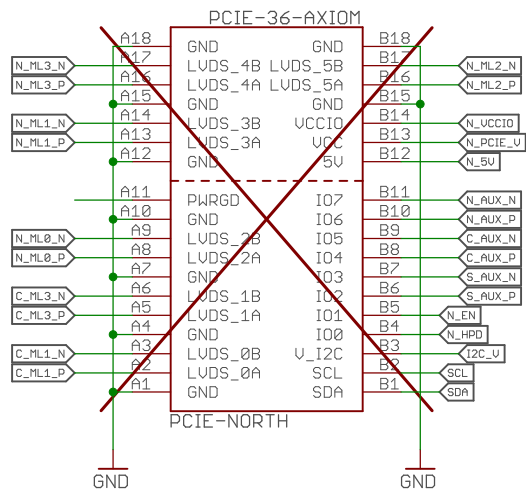 PCIE-36-AXIOM
A18 GND GND B18
N_ML3_N A17 LVDS_4B LVDS_5B B17 N_ML2_N
N_ML3_P A16 LVDS_4A LVDS_5A B16 N_ML2_P
A15 GND GND B15
N_ML1_N A14 LVDS_3B VCCIO B14 N_VCCIO
N_ML1_P A13 LVDS_3A VCC B13 N_PCIE_V
A12 GND 5V B12 N_5V
A11 PWRGD IO7 B11 N_AUX_N
A10 GND IO6 B10 N_AUX_P
N_ML0_N A9 LVDS_2B IO5 B9 C_AUX_N
N_ML0_P A8 LVDS_2A IO4 B8 C_AUX_P
A7 GND IO3 B7 S_AUX_N
C_ML3_N A6 LVDS_1B IO2 B6 S_AUX_P
C_ML3_P A5 LVDS_1A IO1 B5 N_EN
A4 GND IO0 B4 N_HPD
C_ML1_N A3 LVDS_0B V_I2C B3 I2C_V
C_ML1_P A2 LVDS_0A SCL B2 SCL
A1 GND SDA B1 SDA
PCIE-NORTH
GND GND